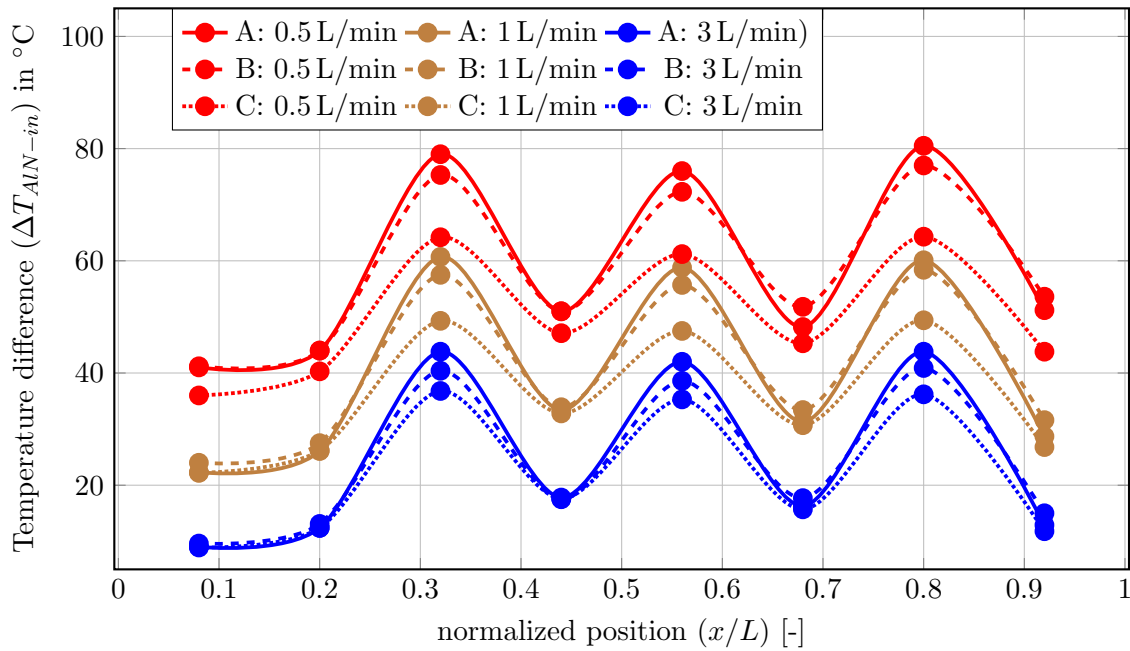 100
80
60
40
20
Temperature difference (ΔT_AlN−in) in °C
A: 0.5 L/min A: 1 L/min A: 3 L/min)
B: 0.5 L/min B: 1 L/min B: 3 L/min
C: 0.5 L/min C: 1 L/min C: 3 L/min
0 0.1 0.2 0.3 0.4 0.5 0.6 0.7 0.8 0.9 1
normalized position (x/L) [-]